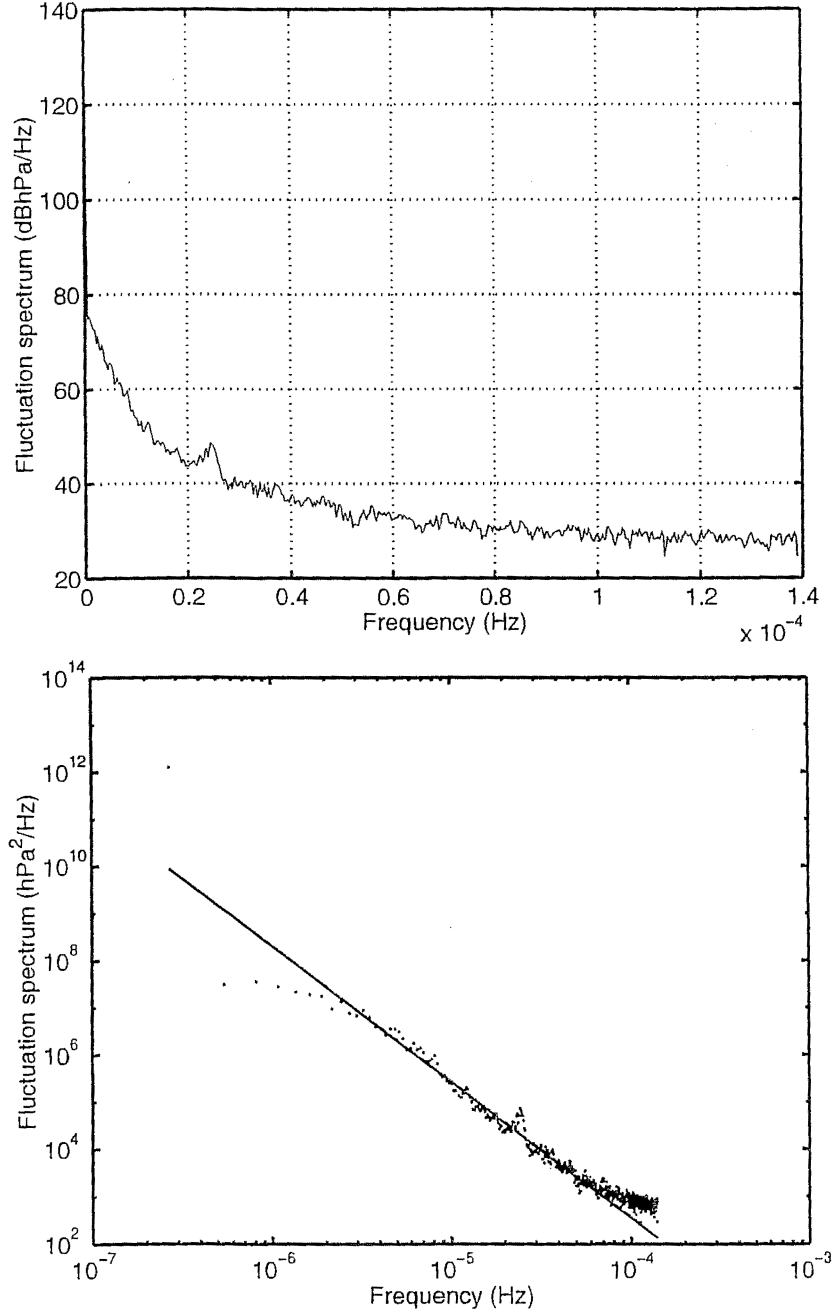 140
120
100
80
60
40
20
Fluctuation spectrum (dBhPa/Hz)
0 0.2 0.4 0.6 0.8 1 1.2 1.4
Frequency (Hz)
x 10⁻⁴
10¹⁴
10¹²
10¹⁰
10⁸
10⁶
10⁴
10²
Fluctuation spectrum (hPa²/Hz)
10⁻⁷ 10⁻⁶ 10⁻⁵ 10⁻⁴ 10⁻³
Frequency (Hz)